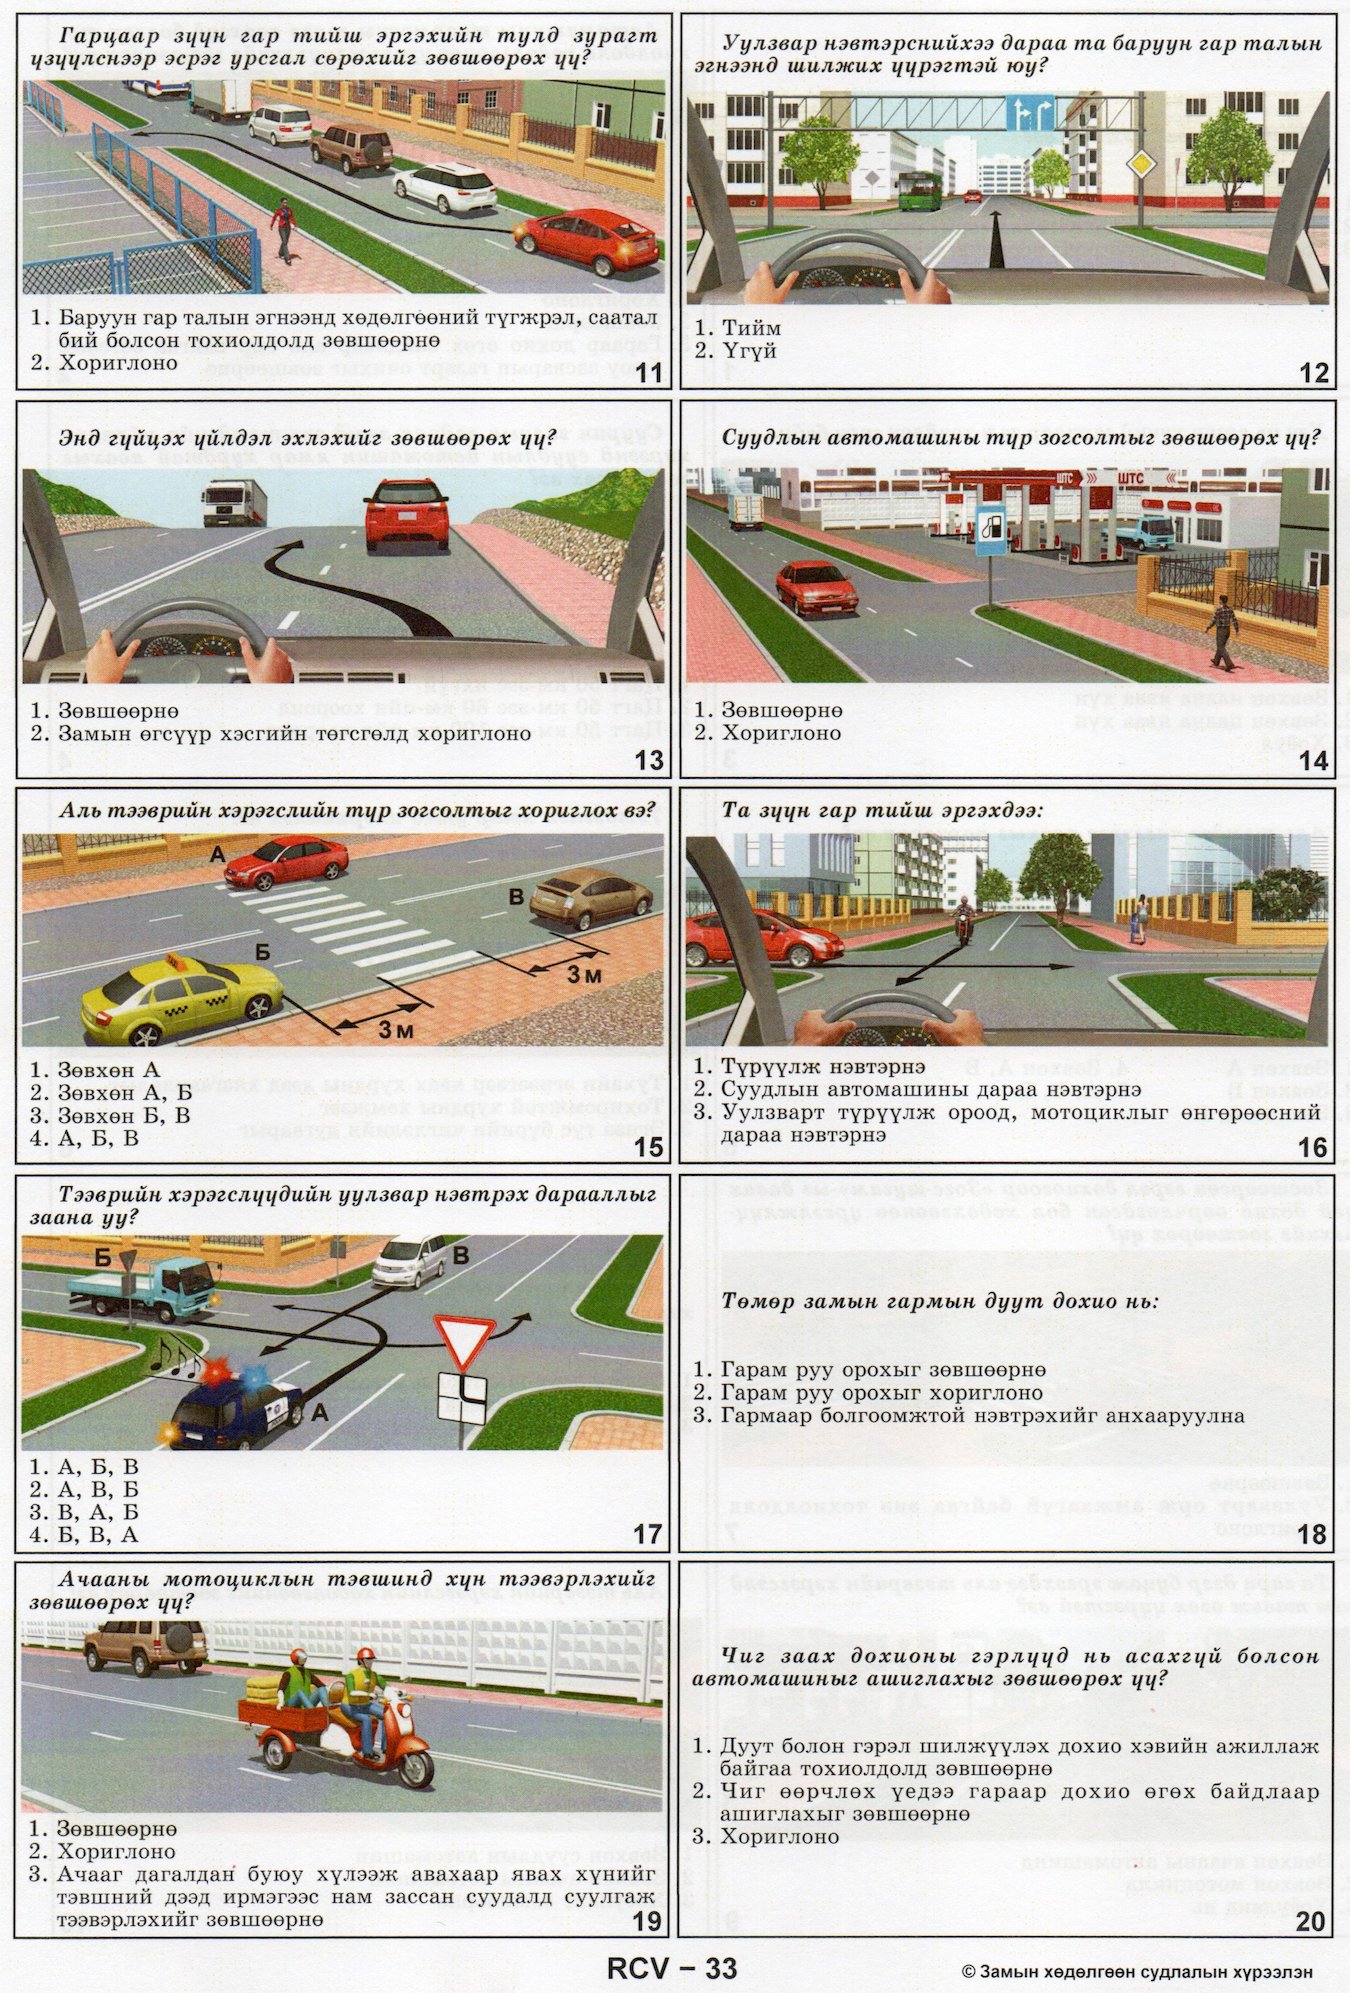 Гарцаар зүүн гар тийш эргэхийн тулд зурагт
үзүүлснээр эсрэг урсгал сөрөхийг зөвшөөрөх үү?
1. Баруун гар талын эгнээнд хөдөлгөөний түгжрэл, саатал
бий болсон тохиолдолд зөвшөөрнө
2. Хориглоно
11
Уулзвар нэвтэрснийхээ дараа та баруун гар талын
эгнээнд шилжих үүрэгтэй юу?
1. Тийм
2. Үгүй
12
Энд гүйцэх үйлдэл эхлэхийг зөвшөөрөх үү?
1. Зөвшөөрнө
2. Замын өгсүүр хэсгийн төгсгөлд хориглоно
13
Суудлын автомашины түр зогсолтыг зөвшөөрөх үү?
ШТС
ШТС
1. Зөвшөөрнө
2. Хориглоно
14
Аль тээврийн хэрэгслийн түр зогсолтыг хориглох вэ?
А
В
Б
3 м
3 м
1. Зөвхөн А
2. Зөвхөн А, Б
3. Зөвхөн Б, В
4. А, Б, В
15
Та зүүн гар тийш эргэхдээ:
1. Түрүүлж нэвтэрнэ
2. Суудлын автомашины дараа нэвтэрнэ
3. Уулзварт түрүүлж ороод, мотоциклыг өнгөрөөсний
дараа нэвтэрнэ
16
Тээврийн хэрэгслүүдийн уулзвар нэвтрэх дарааллыг
заана уу?
Б
В
А
1. А, Б, В
2. А, В, Б
3. В, А, Б
4. Б, В, А
17
Төмөр замын гармын дуут дохио нь:
1. Гарам руу орохыг зөвшөөрнө
2. Гарам руу орохыг хориглоно
3. Гармаар болгоомжтой нэвтрэхийг анхааруулна
18
Ачааны мотоциклын тэвшинд хүн тээвэрлэхийг
зөвшөөрөх үү?
1. Зөвшөөрнө
2. Хориглоно
3. Ачааг дагалдан буюу хүлээж авахаар явах хүнийг
тэвшний дээд ирмэгээс нам зассан суудалд суулгаж
тээвэрлэхийг зөвшөөрнө
19
Чиг заах дохионы гэрлүүд нь асахгүй болсон
автомашиныг ашиглахыг зөвшөөрөх үү?
1. Дуут болон гэрэл шилжүүлэх дохио хэвийн ажиллаж
байгаа тохиолдолд зөвшөөрнө
2. Чиг өөрчлөх үедээ гараар дохио өгөх байдлаар
ашиглахыг зөвшөөрнө
3. Хориглоно
20
RCV – 33
© Замын хөдөлгөөн судлалын хүрээлэн